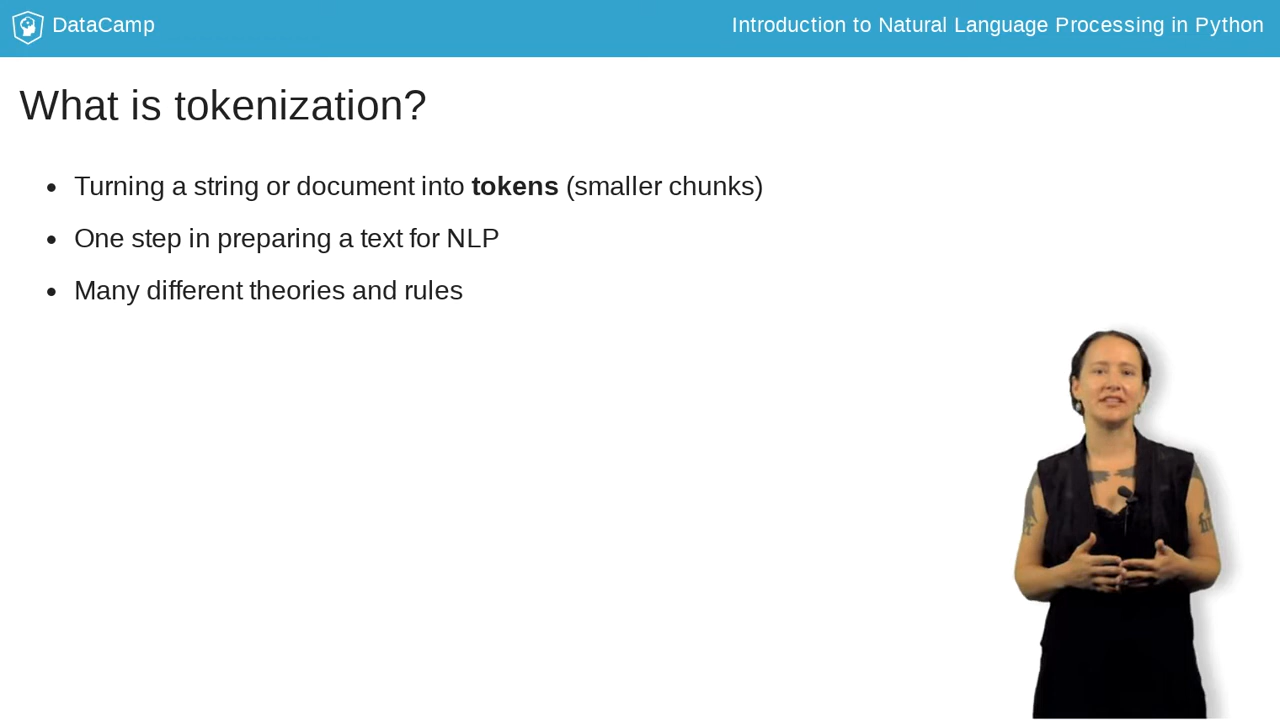 DataCamp
Introduction to Natural Language Processing in Python
What is tokenization?
Turning a string or document into tokens (smaller chunks)
One step in preparing a text for NLP
Many different theories and rules